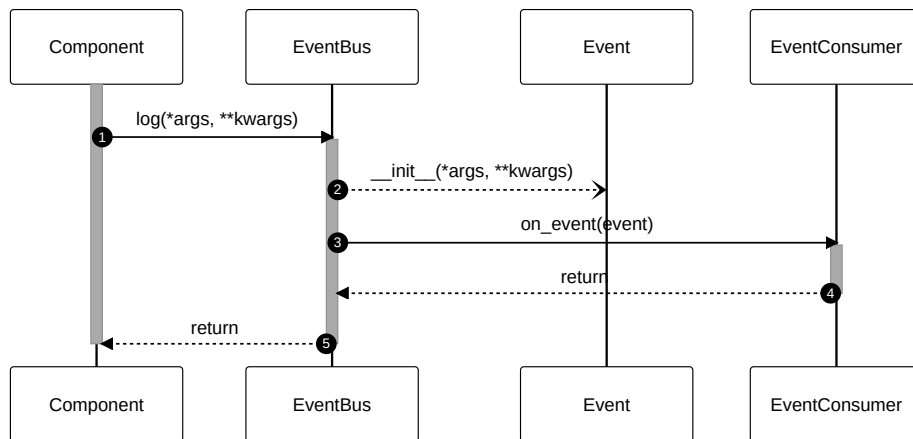 Component
EventBus
Event
EventConsumer
1
log(*args, **kwargs)
2
__init__(*args, **kwargs)
3
on_event(event)
return
4
return
5
Component
EventBus
Event
EventConsumer